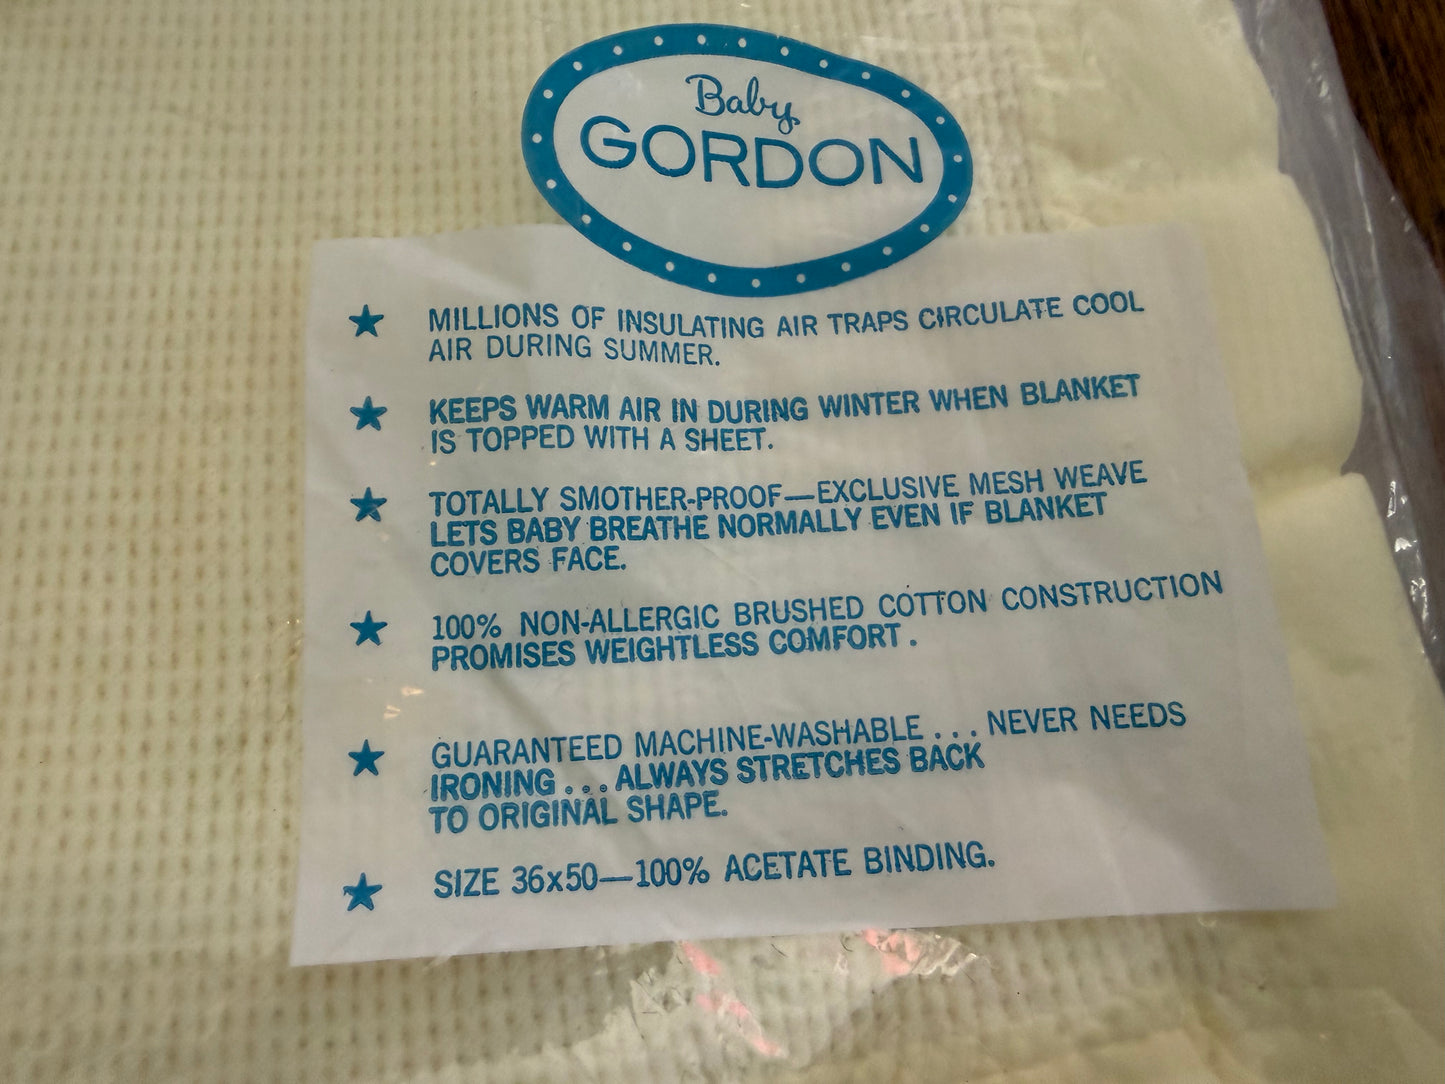 Baby
GORDON
★ MILLIONS OF INSULATING AIR TRAPS CIRCULATE COOL
AIR DURING SUMMER.
★ KEEPS WARM AIR IN DURING WINTER WHEN BLANKET
IS TOPPED WITH A SHEET.
★ TOTALLY SMOTHER-PROOF—EXCLUSIVE MESH WEAVE
LETS BABY BREATHE NORMALLY EVEN IF BLANKET
COVERS FACE.
★ 100% NON-ALLERGIC BRUSHED COTTON CONSTRUCTION
PROMISES WEIGHTLESS COMFORT.
★ GUARANTEED MACHINE-WASHABLE . . . NEVER NEEDS
IRONING . . . ALWAYS STRETCHES BACK
TO ORIGINAL SHAPE.
★ SIZE 36x50—100% ACETATE BINDING.